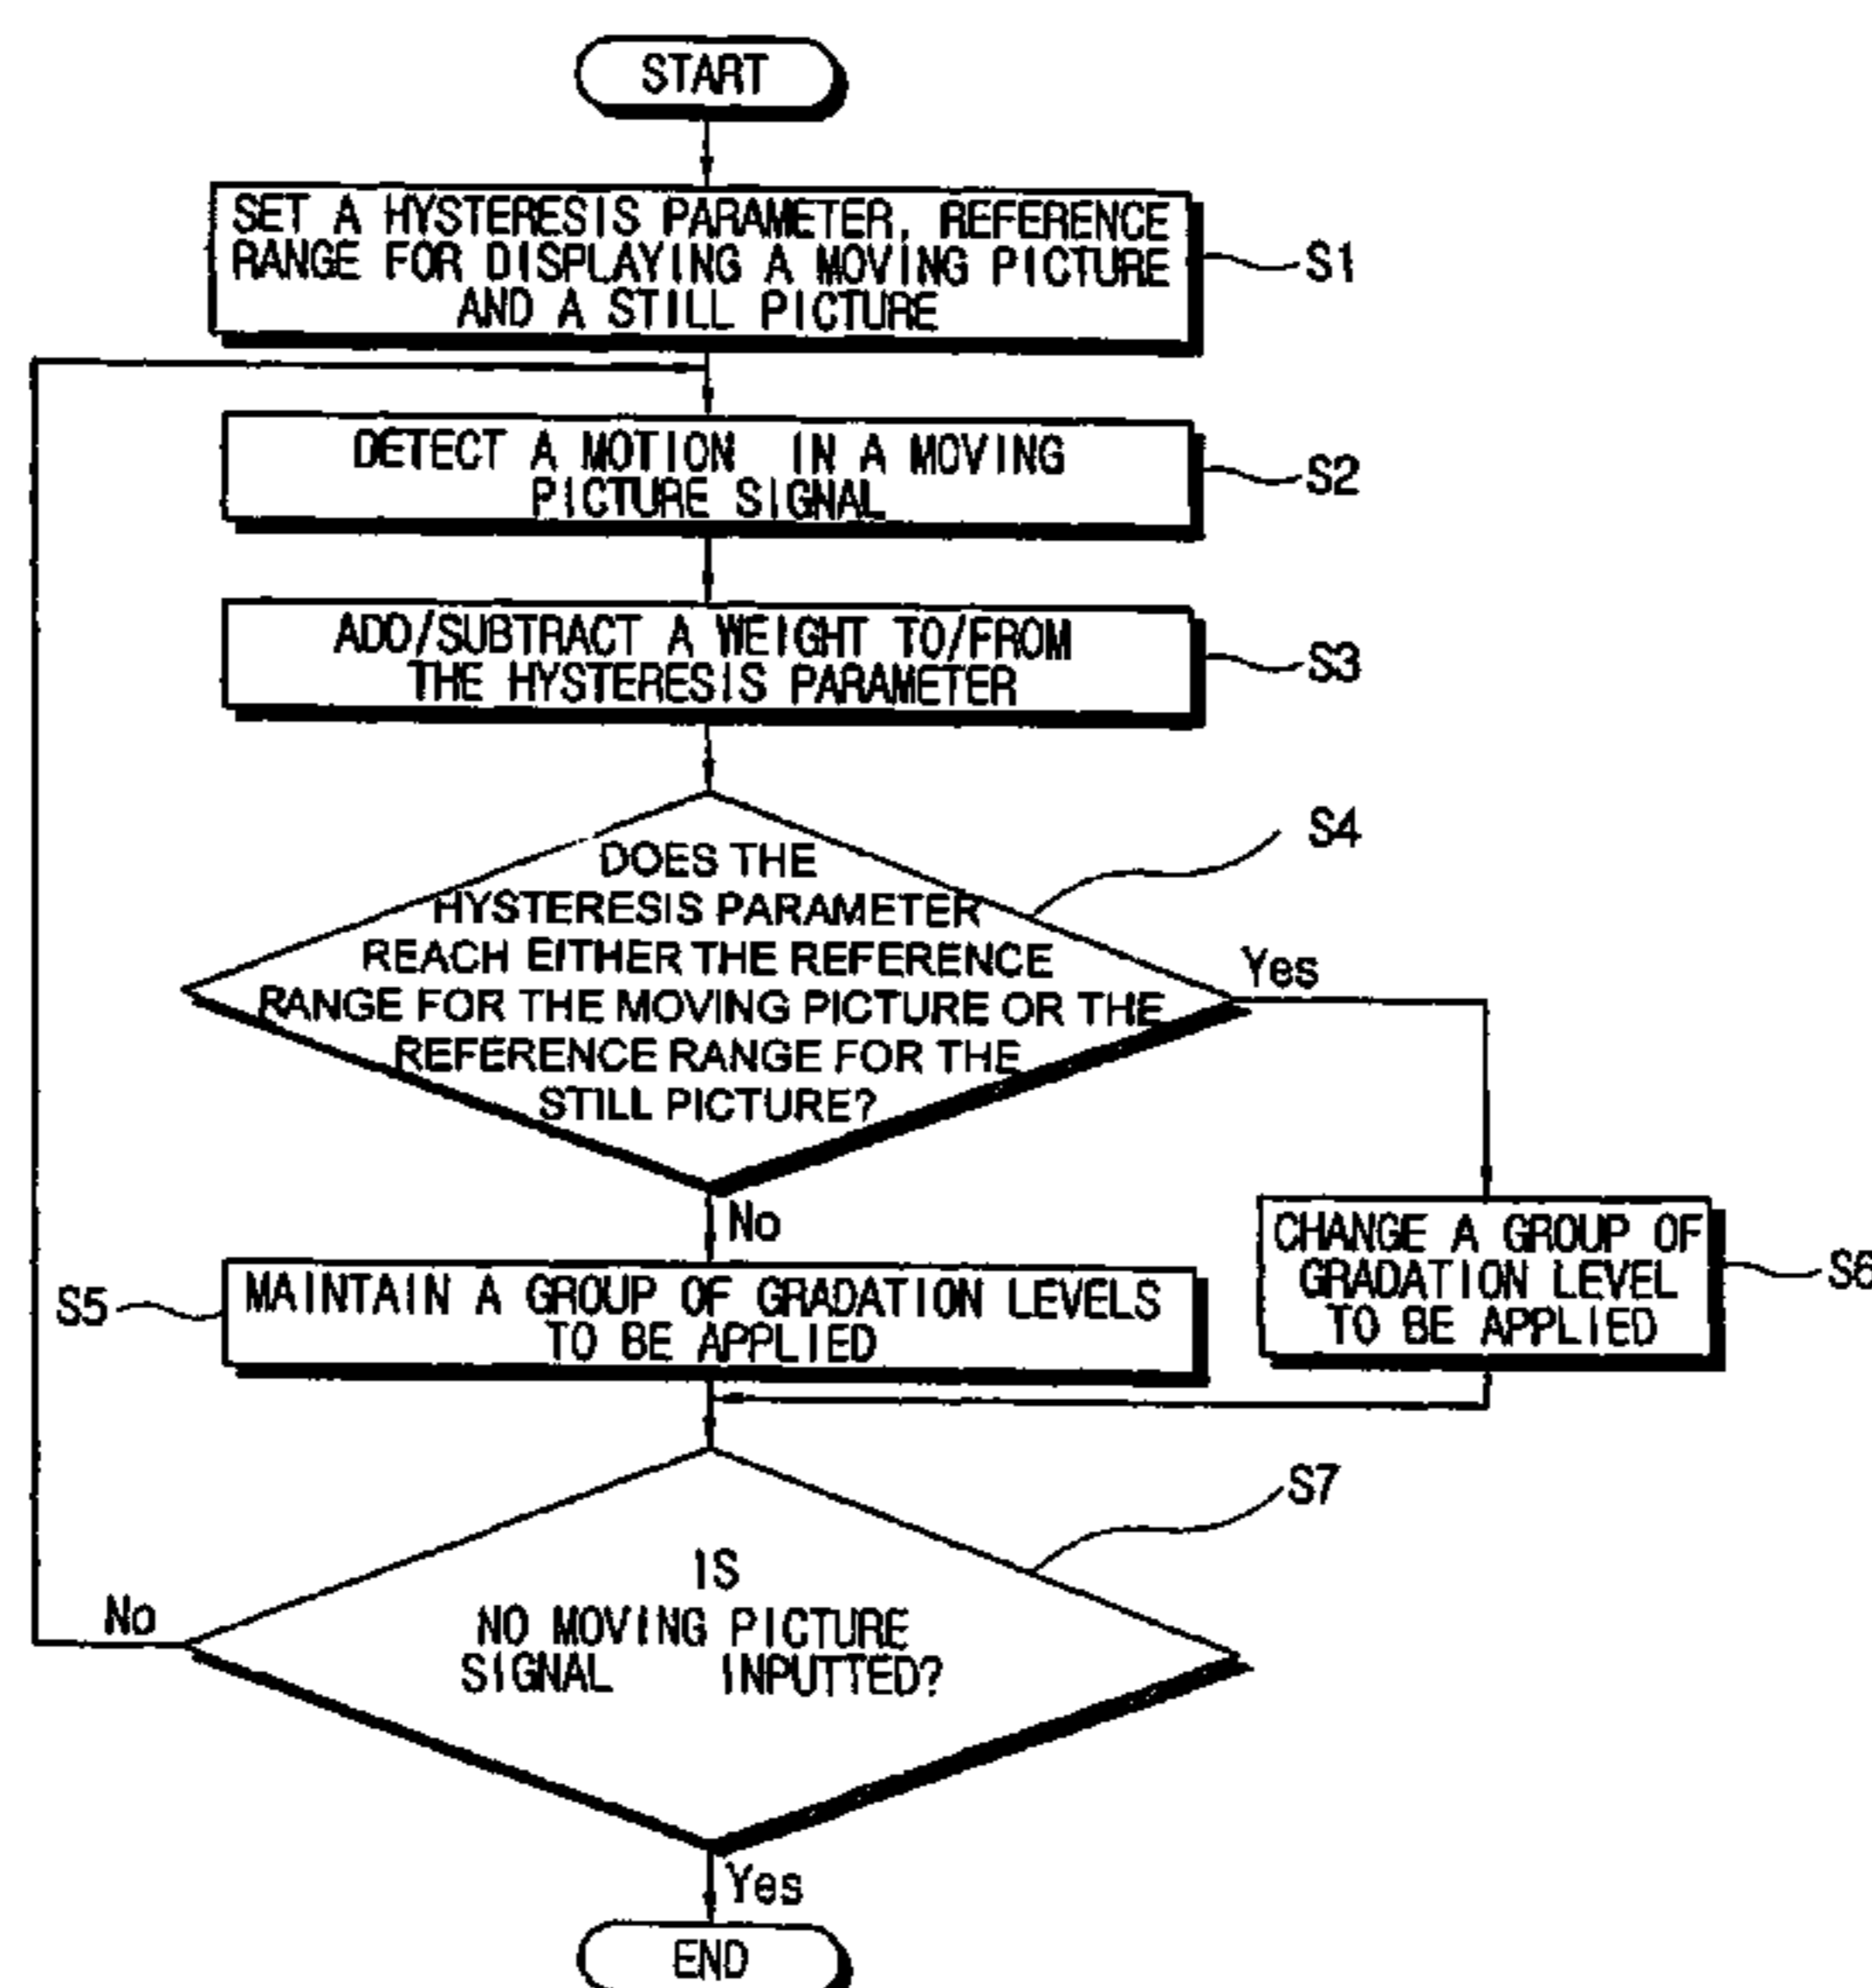 START
SET A HYSTERESIS PARAMETER, REFERENCE
RANGE FOR DISPLAYING A MOVING PICTURE
AND A STILL PICTURE
S1
DETECT A MOTION IN A MOVING
PICTURE SIGNAL
S2
ADD/SUBTRACT A WEIGHT TO/FROM
THE HYSTERESIS PARAMETER
S3
S4
DOES THE
HYSTERESIS PARAMETER
REACH EITHER THE REFERENCE
RANGE FOR THE MOVING PICTURE OR THE
REFERENCE RANGE FOR THE
STILL PICTURE?
Yes
No
S5
MAINTAIN A GROUP OF GRADATION LEVELS
TO BE APPLIED
CHANGE A GROUP OF
GRADATION LEVEL
TO BE APPLIED
S6
S7
IS
NO MOVING PICTURE
SIGNAL INPUTTED?
No
Yes
END